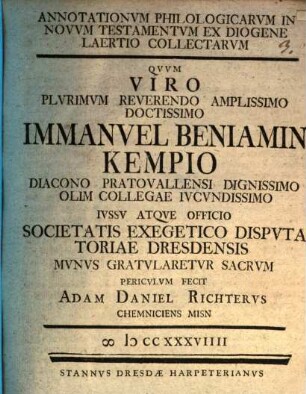 ANNOTATIONVM PHILOLOGICARVM IN
NOVVM TESTAMENTVM EX DIOGENE
LAERTIO COLLECTARVM
3.
QVVM
VIRO
PLVRIMVM REVERENDO AMPLISSIMO
DOCTISSIMO
IMMANVEL BENIAMIN
KEMPIO
DIACONO PRATOVALLENSI DIGNISSIMO
OLIM COLLEGAE IVCVNDISSIMO
IVSSV ATQVE OFFICIO
SOCIETATIS EXEGETICO DISPVTA
TORIAE DRESDENSIS
MVNVS GRATVLARETVR SACRVM
PERICVLVM FECIT
ADAM DANIEL RICHTERVS
CHEMNICIENS MISN
∞ IↃ CC XXXVIIII
STANNVS DRESDÆ HARPETERIANVS